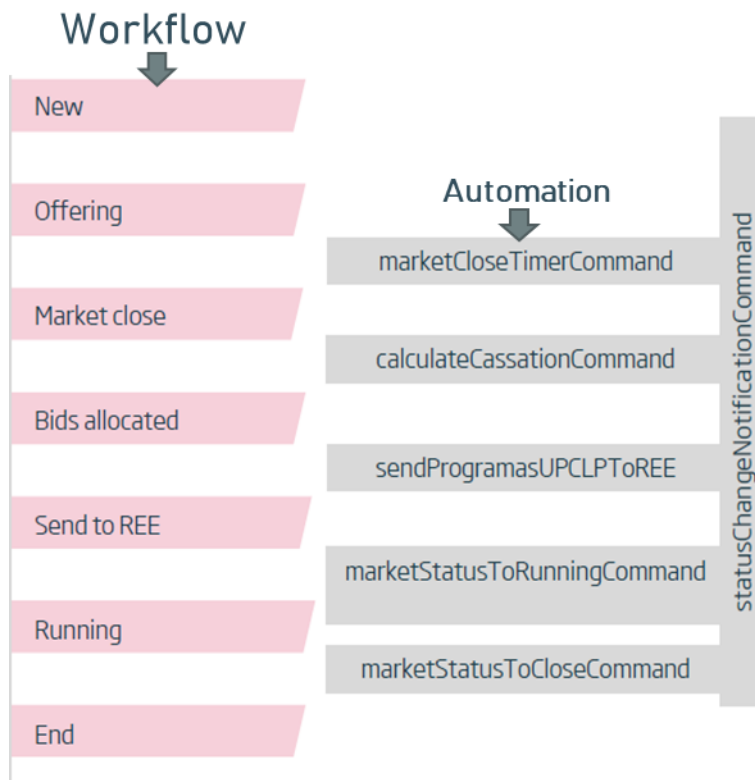 Workflow
New
Offering
Automation
marketCloseTimerCommand
Market close
calculateCassationCommand
Bids allocated
sendProgramasUPCLPToREE
Send to REE
marketStatusToRunningCommand
Running
marketStatusToCloseCommand
End
statusChangeNotificationCommand